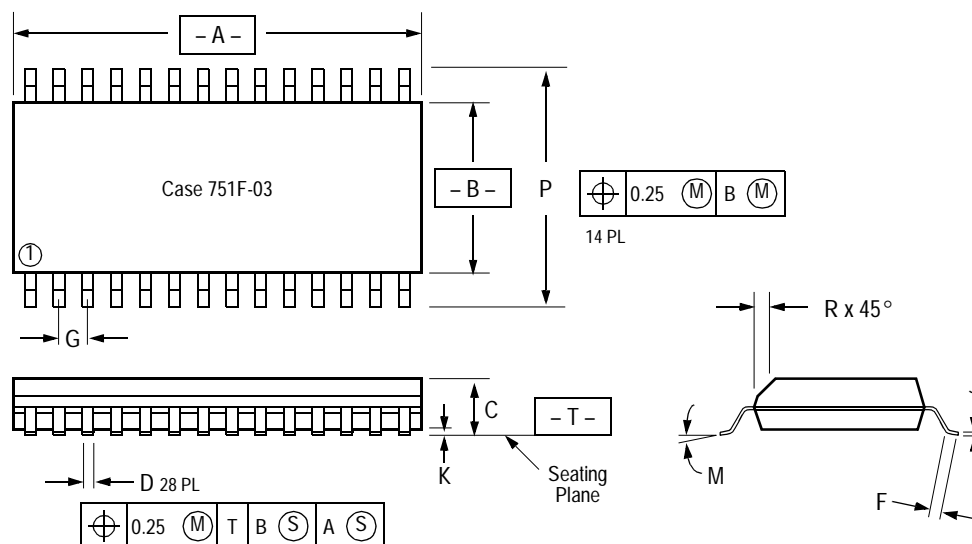 – A –
Case 751F-03
– B –
P
⌖ 0.25 Ⓜ B Ⓜ
14 PL
①
G
R x 45°
C
– T –
K
Seating
Plane
M
F
D 28 PL
⌖ 0.25 Ⓜ T B Ⓢ A Ⓢ